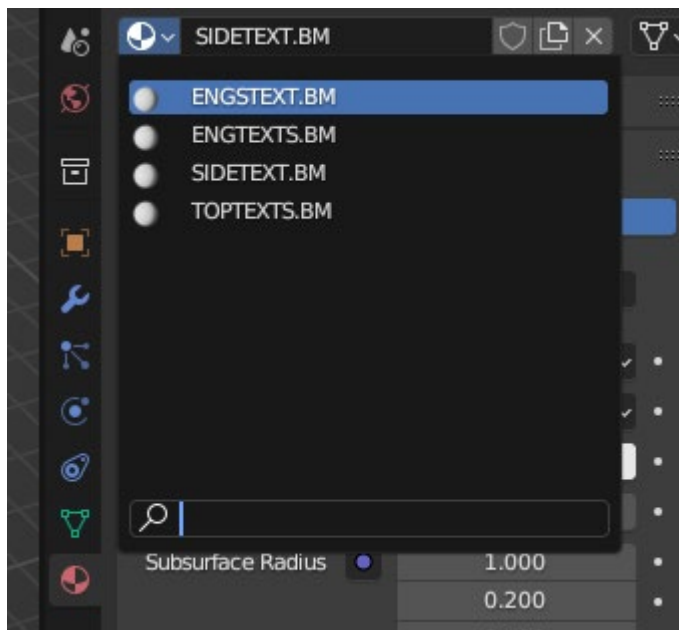 SIDETEXT.BM
ENGSTEXT.BM
ENGTEXTS.BM
SIDETEXT.BM
TOPTEXTS.BM
Subsurface Radius 1.000
0.200